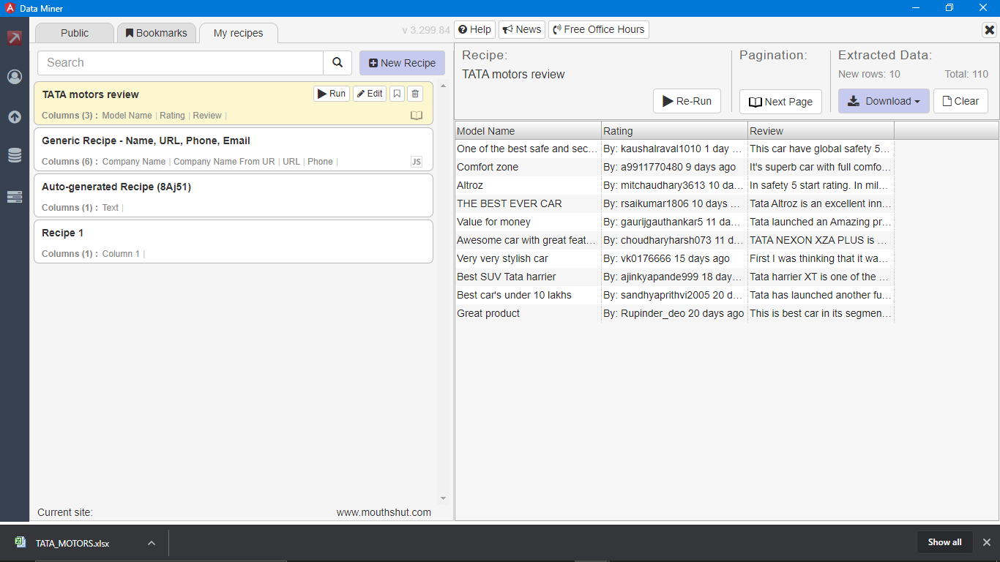 Data Miner
Public Bookmarks My recipes
v 3.299.84 Help News Free Office Hours
Search New Recipe
TATA motors review Run Edit
Columns (3) : Model Name | Rating | Review |
Generic Recipe - Name, URL, Phone, Email
Columns (6) : Company Name | Company Name From UR | URL | Phone | JS
Auto-generated Recipe (8Aj51)
Columns (1) : Text |
Recipe 1
Columns (1) : Column 1 |
Current site: www.mouthshut.com
Recipe: Pagination: Extracted Data:
TATA motors review New rows: 10 Total: 110
Re-Run Next Page Download Clear
Model Name Rating Review
One of the best safe and sec... By: kaushalraval1010 1 day ... This car have global safety 5...
Comfort zone By: a9911770480 9 days ago It's superb car with full comfo...
Altroz By: mitchaudhary3613 10 da... In safety 5 start rating. In mil...
THE BEST EVER CAR By: rsaikumar1806 10 days ... Tata Altroz is an excellent inn...
Value for money By: gaurijgauthankar5 11 da... Tata launched an Amazing pr...
Awesome car with great feat... By: choudharyharsh073 11 d... TATA NEXON XZA PLUS is ...
Very very stylish car By: vk0176666 15 days ago First I was thinking that it wa...
Best SUV Tata harrier By: ajinkyapande999 18 day... Tata harrier XT is one of the ...
Best car's under 10 lakhs By: sandhyaprithvi2005 20 d... Tata has launched another fu...
Great product By: Rupinder_deo 20 days ago This is best car in its segmen...
TATA_MOTORS.xlsx Show all